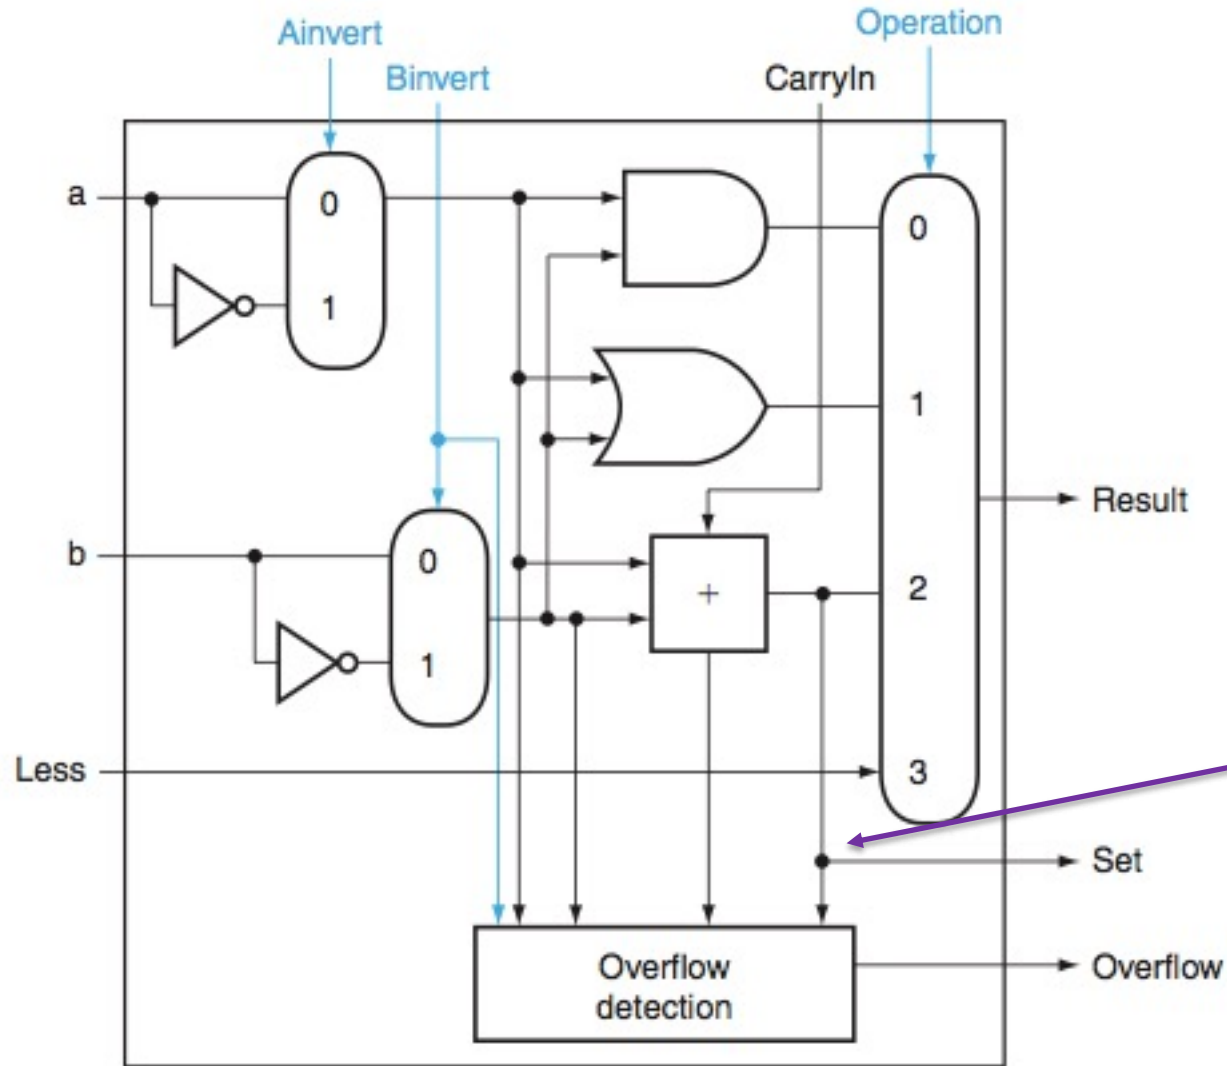 Ainvert
Operation
Binvert
CarryIn
a
0
0
1
1
Result
b
0
+
2
1
Less
3
Set
Overflow
detection
Overflow